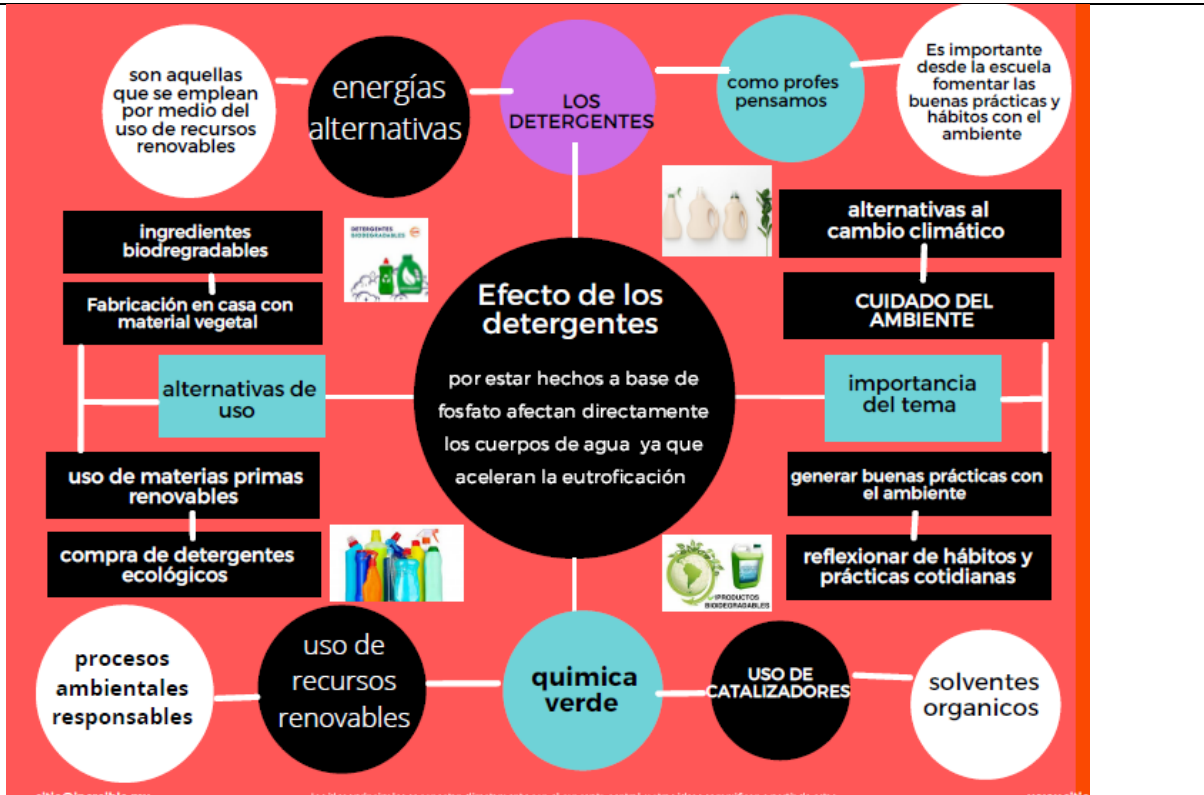 son aquellas
que se emplean
por medio del
uso de recursos
renovables
energías
alternativas
LOS
DETERGENTES
como profes
pensamos
Es importante
desde la escuela
fomentar las
buenas prácticas y
hábitos con el
ambiente
ingredientes
biodregradables
Fabricación en casa con
material vegetal
DETERGENTES
BIODEGRADABLES
alternativas al
cambio climático
CUIDADO DEL
AMBIENTE
Efecto de los
detergentes
por estar hechos a base de
fosfato afectan directamente
los cuerpos de agua ya que
aceleran la eutroficación
alternativas de
uso
importancia
del tema
uso de materias primas
renovables
compra de detergentes
ecológicos
generar buenas prácticas con
el ambiente
reflexionar de hábitos y
prácticas cotidianas
PRODUCTOS
BIODEGRADABLES
procesos
ambientales
responsables
uso de
recursos
renovables
quimica
verde
USO DE
CATALIZADORES
solventes
organicos